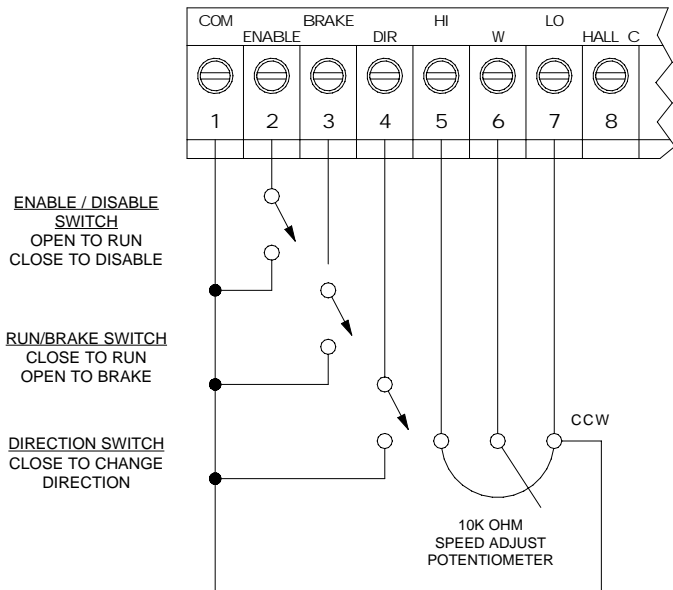 COM BRAKE HI LO
ENABLE DIR W HALL C
1 2 3 4 5 6 7 8
ENABLE / DISABLE
SWITCH
OPEN TO RUN
CLOSE TO DISABLE
RUN/BRAKE SWITCH
CLOSE TO RUN
OPEN TO BRAKE
DIRECTION SWITCH
CLOSE TO CHANGE
DIRECTION
CCW
10K OHM
SPEED ADJUST
POTENTIOMETER